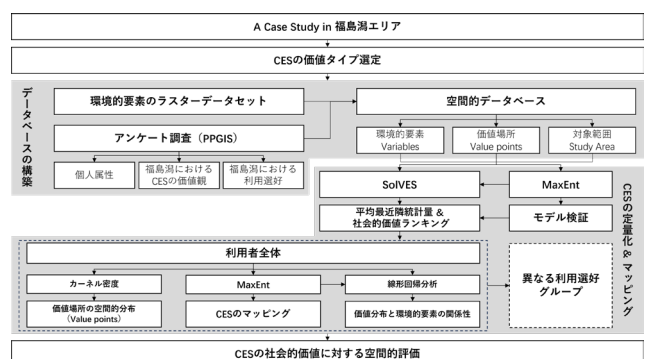 A Case Study in 福島潟エリア
CESの価値タイプ選定
データベースの構築
環境的要素のラスターデータセット
空間的データベース
アンケート調査（PPGIS）
環境的要素
Variables
価値場所
Value points
対象範囲
Study Area
個人属性
福島潟における
CESの価値観
福島潟における
利用選好
CESの定量化 & マッピング
SolVES
MaxEnt
平均最近隣統計量 &
社会的価値ランキング
モデル検証
利用者全体
カーネル密度
MaxEnt
線形回帰分析
価値場所の空間的分布
（Value points）
CESのマッピング
価値分布と環境的要素の関係性
異なる利用選好
グループ
CESの社会的価値に対する空間的評価